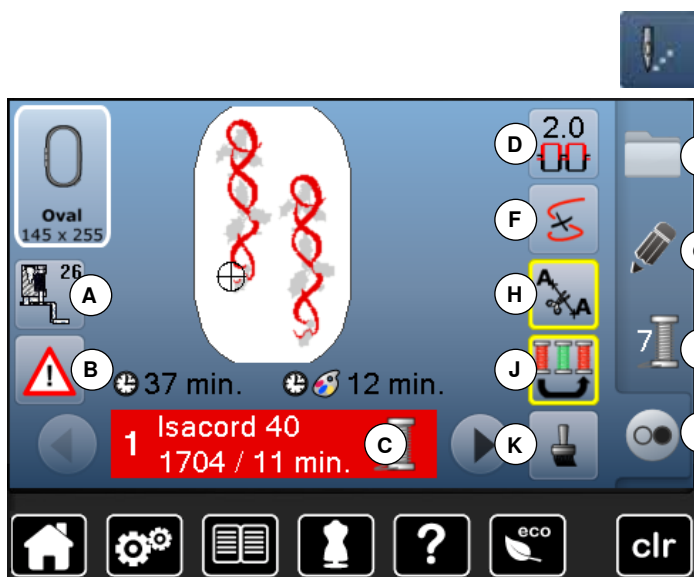 D
2.0
Oval
145 x 255
F
26
A
H
A A
B
J
7
37 min.
12 min.
1
Isacord 40
1704 / 11 min.
C
K
?
eco
clr